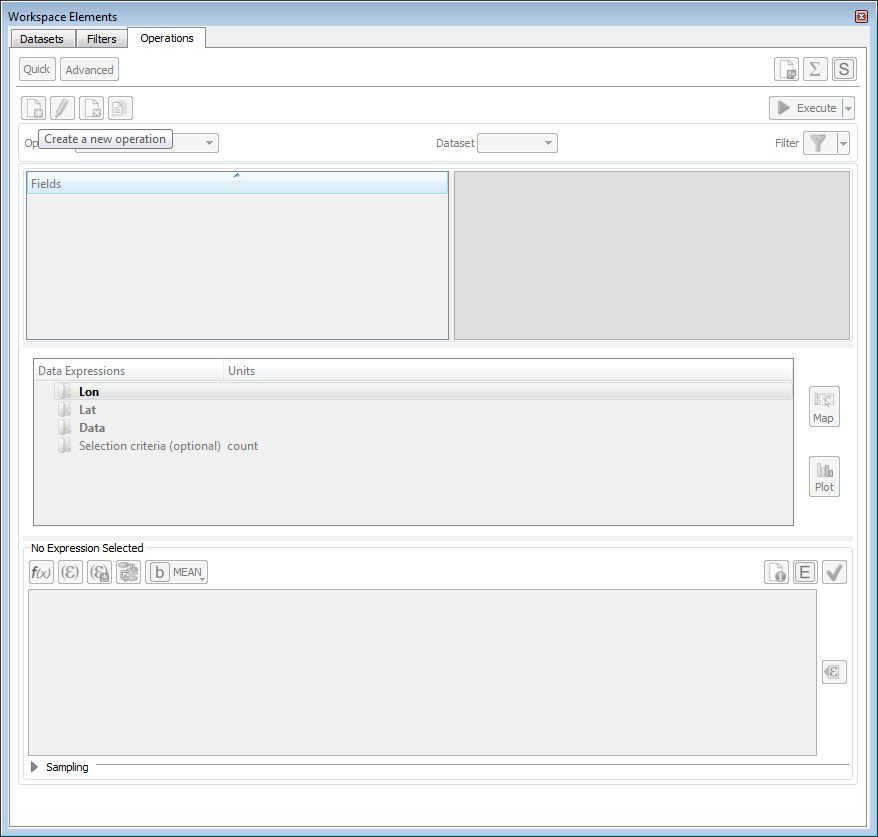 Workspace Elements
Datasets Filters Operations
Quick Advanced Σ S
Execute
Create a new operation
Op Dataset Filter
Fields
Data Expressions Units
Lon
Lat
Data
Selection criteria (optional) count
Map
Plot
No Expression Selected
f(x) (ε) (ε) b MEAN E
ε
Sampling